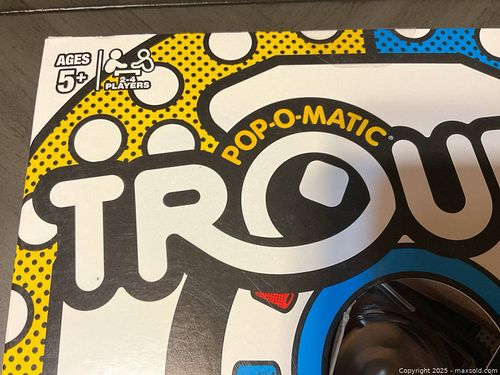 AGES
5+
2-4
PLAYERS
POP-O-MATIC®
TROU
Copyright 2025 - maxsold.com